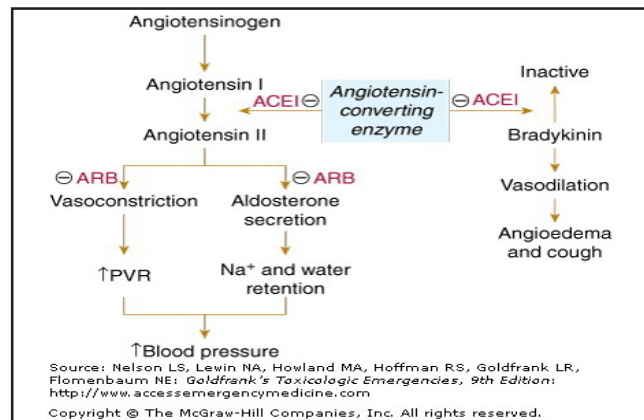 Angiotensinogen
Angiotensin I
ACEI ⊖
Angiotensin-
converting
enzyme
⊖ ACEI
Inactive
Angiotensin II
Bradykinin
⊖ ARB
Vasoconstriction
⊖ ARB
Aldosterone
secretion
Vasodilation
Angioedema
and cough
↑PVR
Na⁺ and water
retention
↑Blood pressure
Source: Nelson LS, Lewin NA, Howland MA, Hoffman RS, Goldfrank LR,
Flomenbaum NE: Goldfrank's Toxicologic Emergencies, 9th Edition:
http://www.accessemergencymedicine.com
Copyright © The McGraw-Hill Companies, Inc. All rights reserved.